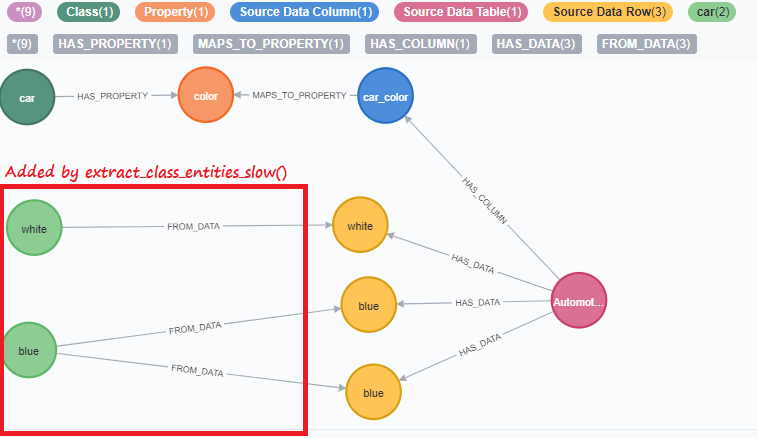 *(9) Class(1) Property(1) Source Data Column(1) Source Data Table(1) Source Data Row(3) car(2)
*(9) HAS_PROPERTY(1) MAPS_TO_PROPERTY(1) HAS_COLUMN(1) HAS_DATA(3) FROM_DATA(3)
car HAS_PROPERTY color MAPS_TO_PROPERTY car_color
Added by extract_class_entities_slow()
HAS_COLUMN
white FROM_DATA white
HAS_DATA
blue HAS_DATA Automot...
FROM_DATA
blue
HAS_DATA
FROM_DATA
blue